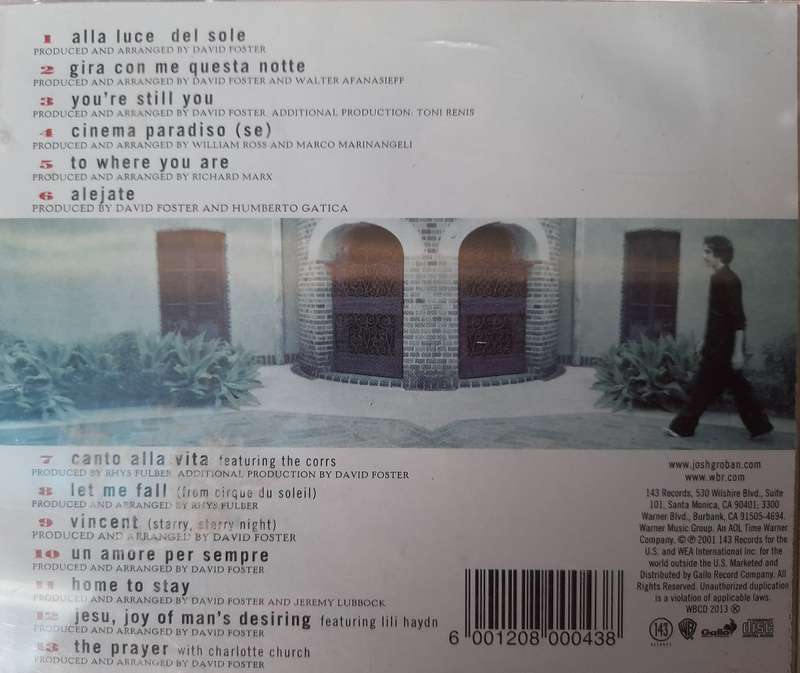 1 alla luce del sole
PRODUCED AND ARRANGED BY DAVID FOSTER
2 gira con me questa notte
PRODUCED AND ARRANGED BY DAVID FOSTER AND WALTER AFANASIEFF
3 you're still you
PRODUCED AND ARRANGED BY DAVID FOSTER. ADDITIONAL PRODUCTION: TONI RENIS
4 cinema paradiso (se)
PRODUCED AND ARRANGED BY WILLIAM ROSS AND MARCO MARINANGELI
5 to where you are
PRODUCED AND ARRANGED BY RICHARD MARX
6 alejate
PRODUCED BY DAVID FOSTER AND HUMBERTO GATICA
7 canto alla vita featuring the corrs
PRODUCED BY RHYS FULBER. ADDITIONAL PRODUCTION BY DAVID FOSTER
8 let me fall (from cirque du soleil)
PRODUCED AND ARRANGED BY RHYS FULBER
9 vincent (starry, starry night)
PRODUCED AND ARRANGED BY DAVID FOSTER
10 un amore per sempre
PRODUCED AND ARRANGED BY DAVID FOSTER
11 home to stay
PRODUCED AND ARRANGED BY DAVID FOSTER AND JEREMY LUBBOCK
12 jesu, joy of man's desiring featuring lili haydn
PRODUCED AND ARRANGED BY DAVID FOSTER
13 the prayer with charlotte church
PRODUCED AND ARRANGED BY DAVID FOSTER
www.joshgroban.com
www.wbr.com
143 Records, 530 Wilshire Blvd., Suite
101, Santa Monica, CA 90401; 3300
Warner Blvd., Burbank, CA 91505-4694.
Warner Music Group. An AOL Time Warner
Company. © ℗ 2001 143 Records for the
U.S. and WEA International Inc. for the
world outside the U.S. Marketed and
Distributed by Gallo Record Company. All
Rights Reserved. Unauthorized duplication
is a violation of applicable laws.
WBCD 2013 ®
6 001208 000438
143 RECORDS WB Gallo disc